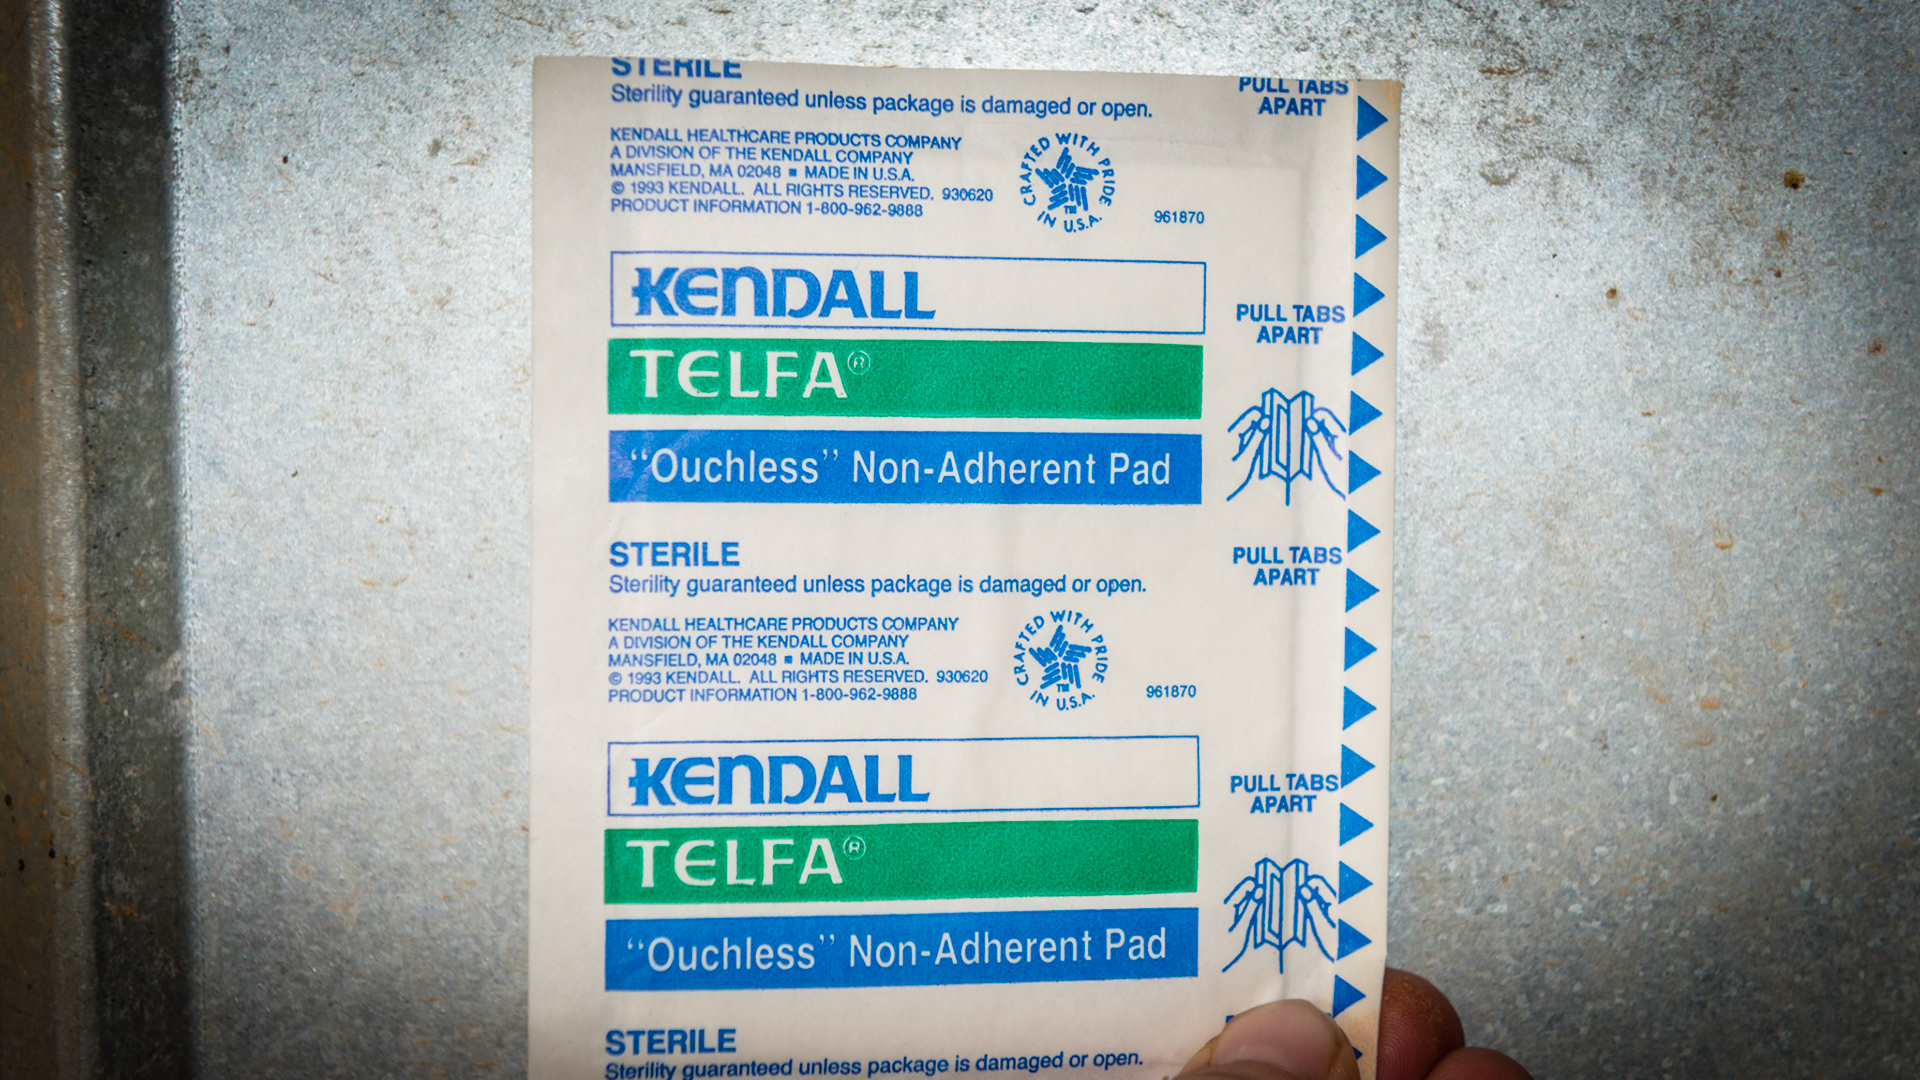 STERILE
Sterility guaranteed unless package is damaged or open.
PULL TABS
APART
KENDALL HEALTHCARE PRODUCTS COMPANY
A DIVISION OF THE KENDALL COMPANY
MANSFIELD, MA 02048 ■ MADE IN U.S.A.
© 1993 KENDALL. ALL RIGHTS RESERVED. 930620
PRODUCT INFORMATION 1-800-962-9888
CRAFTED WITH PRIDE
IN U.S.A.
TM
961870
KENDALL
TELFA®
"Ouchless" Non-Adherent Pad
PULL TABS
APART
STERILE
Sterility guaranteed unless package is damaged or open.
PULL TABS
APART
KENDALL HEALTHCARE PRODUCTS COMPANY
A DIVISION OF THE KENDALL COMPANY
MANSFIELD, MA 02048 ■ MADE IN U.S.A.
© 1993 KENDALL. ALL RIGHTS RESERVED. 930620
PRODUCT INFORMATION 1-800-962-9888
CRAFTED WITH PRIDE
IN U.S.A.
TM
961870
KENDALL
TELFA®
"Ouchless" Non-Adherent Pad
PULL TABS
APART
STERILE
Sterility guaranteed unless package is damaged or open.